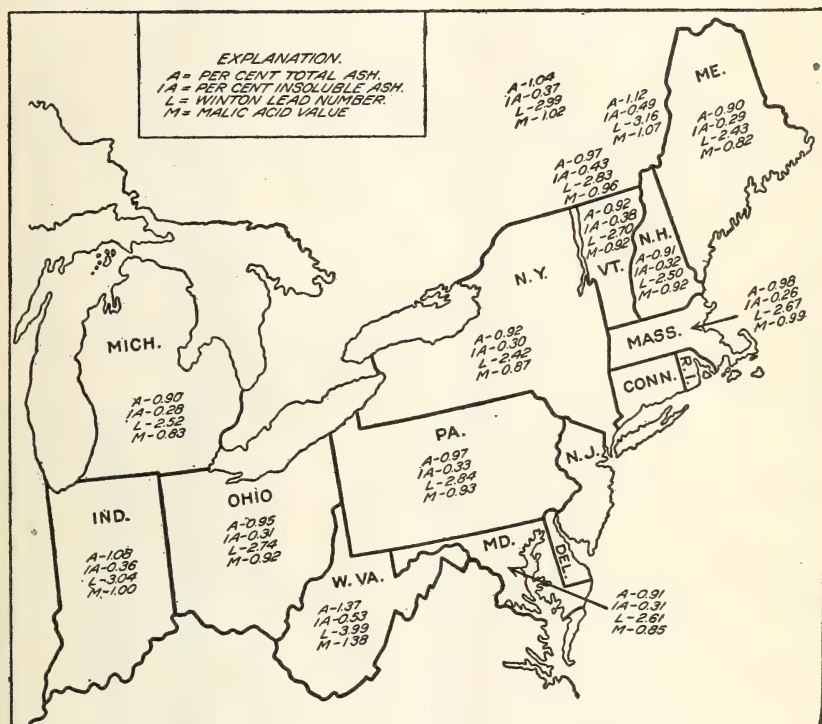 EXPLANATION.
A = PER CENT TOTAL ASH.
IA = PER CENT INSOLUBLE ASH.
L = WINTON LEAD NUMBER.
M = MALIC ACID VALUE
A-1.04
IA-0.37
L-2.99
M-1.02
A-1.12
IA-0.49
L-3.16
M-1.07
ME.
A-0.90
IA-0.29
L-2.43
M-0.82
A-0.97
IA-0.43
L-2.83
M-0.96
A-0.92
IA-0.38
L-2.70
M-0.92
VT.
N.H.
A-0.91
IA-0.32
L-2.50
M-0.92
N.Y.
A-0.92
IA-0.30
L-2.42
M-0.87
A-0.98
IA-0.26
L-2.67
M-0.99
MASS.
CONN.
R.I.
MICH.
A-0.90
IA-0.28
L-2.52
M-0.83
PA.
A-0.97
IA-0.33
L-2.84
M-0.93
N.J.
OHIO
A-0.95
IA-0.31
L-2.74
M-0.92
IND.
A-1.08
IA-0.36
L-3.04
M-1.00
W. VA.
A-1.37
IA-0.53
L-3.99
M-1.38
MD.
DEL.
A-0.91
IA-0.31
L-2.61
M-0.85